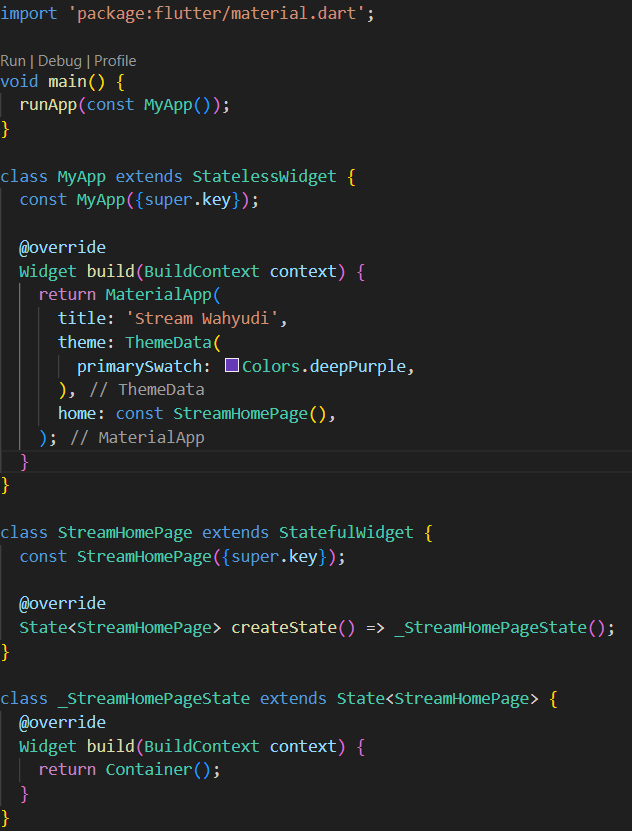 import 'package:flutter/material.dart';
Run | Debug | Profile
void main() {
  runApp(const MyApp());
}
class MyApp extends StatelessWidget {
  const MyApp({super.key});
  @override
  Widget build(BuildContext context) {
    return MaterialApp(
      title: 'Stream Wahyudi',
      theme: ThemeData(
        primarySwatch: Colors.deepPurple,
      ), // ThemeData
      home: const StreamHomePage(),
    ); // MaterialApp
  }
}
class StreamHomePage extends StatefulWidget {
  const StreamHomePage({super.key});
  @override
  State<StreamHomePage> createState() => _StreamHomePageState();
}
class _StreamHomePageState extends State<StreamHomePage> {
  @override
  Widget build(BuildContext context) {
    return Container();
  }
}